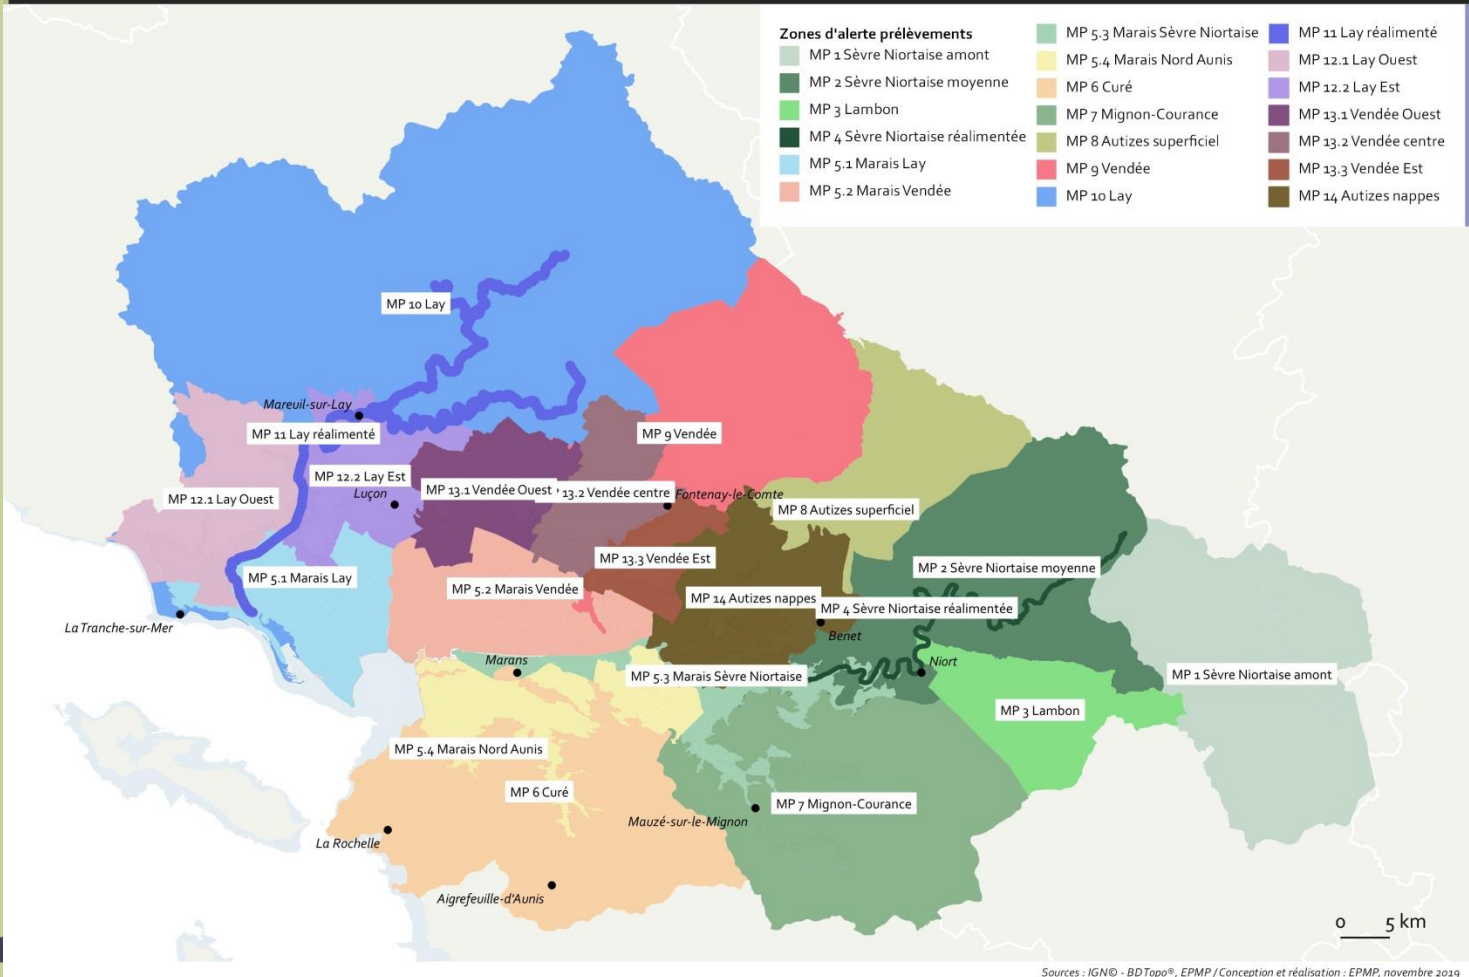 Zones d'alerte prélèvements
MP 1 Sèvre Niortaise amont
MP 2 Sèvre Niortaise moyenne
MP 3 Lambon
MP 4 Sèvre Niortaise réalimentée
MP 5.1 Marais Lay
MP 5.2 Marais Vendée
MP 5.3 Marais Sèvre Niortaise
MP 5.4 Marais Nord Aunis
MP 6 Curé
MP 7 Mignon-Courance
MP 8 Autizes superficiel
MP 9 Vendée
MP 10 Lay
MP 11 Lay réalimenté
MP 12.1 Lay Ouest
MP 12.2 Lay Est
MP 13.1 Vendée Ouest
MP 13.2 Vendée centre
MP 13.3 Vendée Est
MP 14 Autizes nappes
MP 10 Lay
Mareuil-sur-Lay
MP 11 Lay réalimenté
MP 9 Vendée
MP 12.2 Lay Est
MP 12.1 Lay Ouest
Luçon
MP 13.1 Vendée Ouest
13.2 Vendée centre
Fontenay-le-Comte
MP 8 Autizes superficiel
MP 13.3 Vendée Est
MP 2 Sèvre Niortaise moyenne
MP 5.1 Marais Lay
MP 5.2 Marais Vendée
MP 14 Autizes nappes
MP 4 Sèvre Niortaise réalimentée
La Tranche-sur-Mer
Benet
Marans
Niort
MP 5.3 Marais Sèvre Niortaise
MP 1 Sèvre Niortaise amont
MP 3 Lambon
MP 5.4 Marais Nord Aunis
MP 6 Curé
MP 7 Mignon-Courance
Mauzé-sur-le-Mignon
La Rochelle
Aigrefeuille-d'Aunis
0 5 km
Sources : IGN© - BDTopo®, EPMP / Conception et réalisation : EPMP, novembre 2019